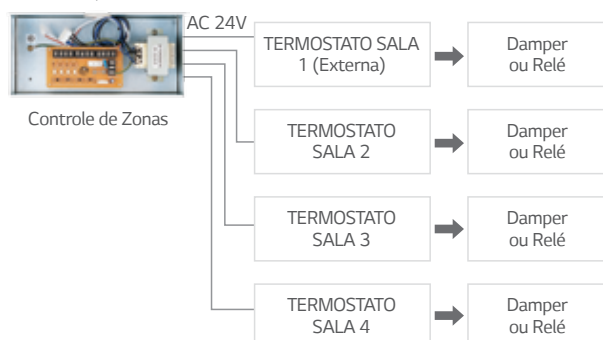 AC 24V
Controle de Zonas
TERMOSTATO SALA
1 (Externa)
Damper
ou Relé
TERMOSTATO
SALA 2
Damper
ou Relé
TERMOSTATO
SALA 3
Damper
ou Relé
TERMOSTATO
SALA 4
Damper
ou Relé